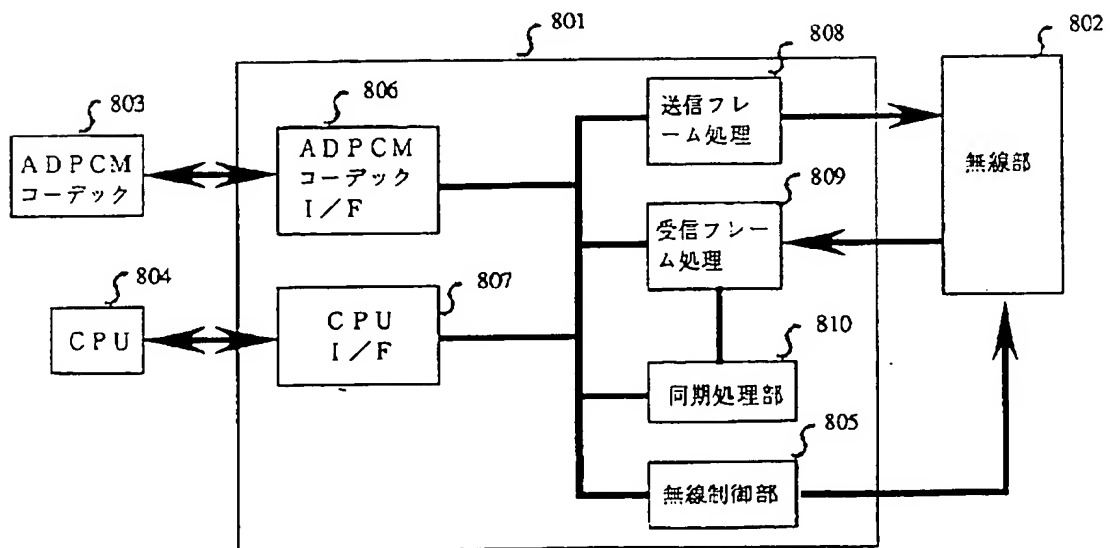 801
803
ADPCM
コーデック
806
ADPCM
コーデック
I/F
808
送信フレ
ーム処理
802
無線部
809
受信フレー
ム処理
804
CPU
807
CPU
I/F
810
同期処理部
805
無線制御部